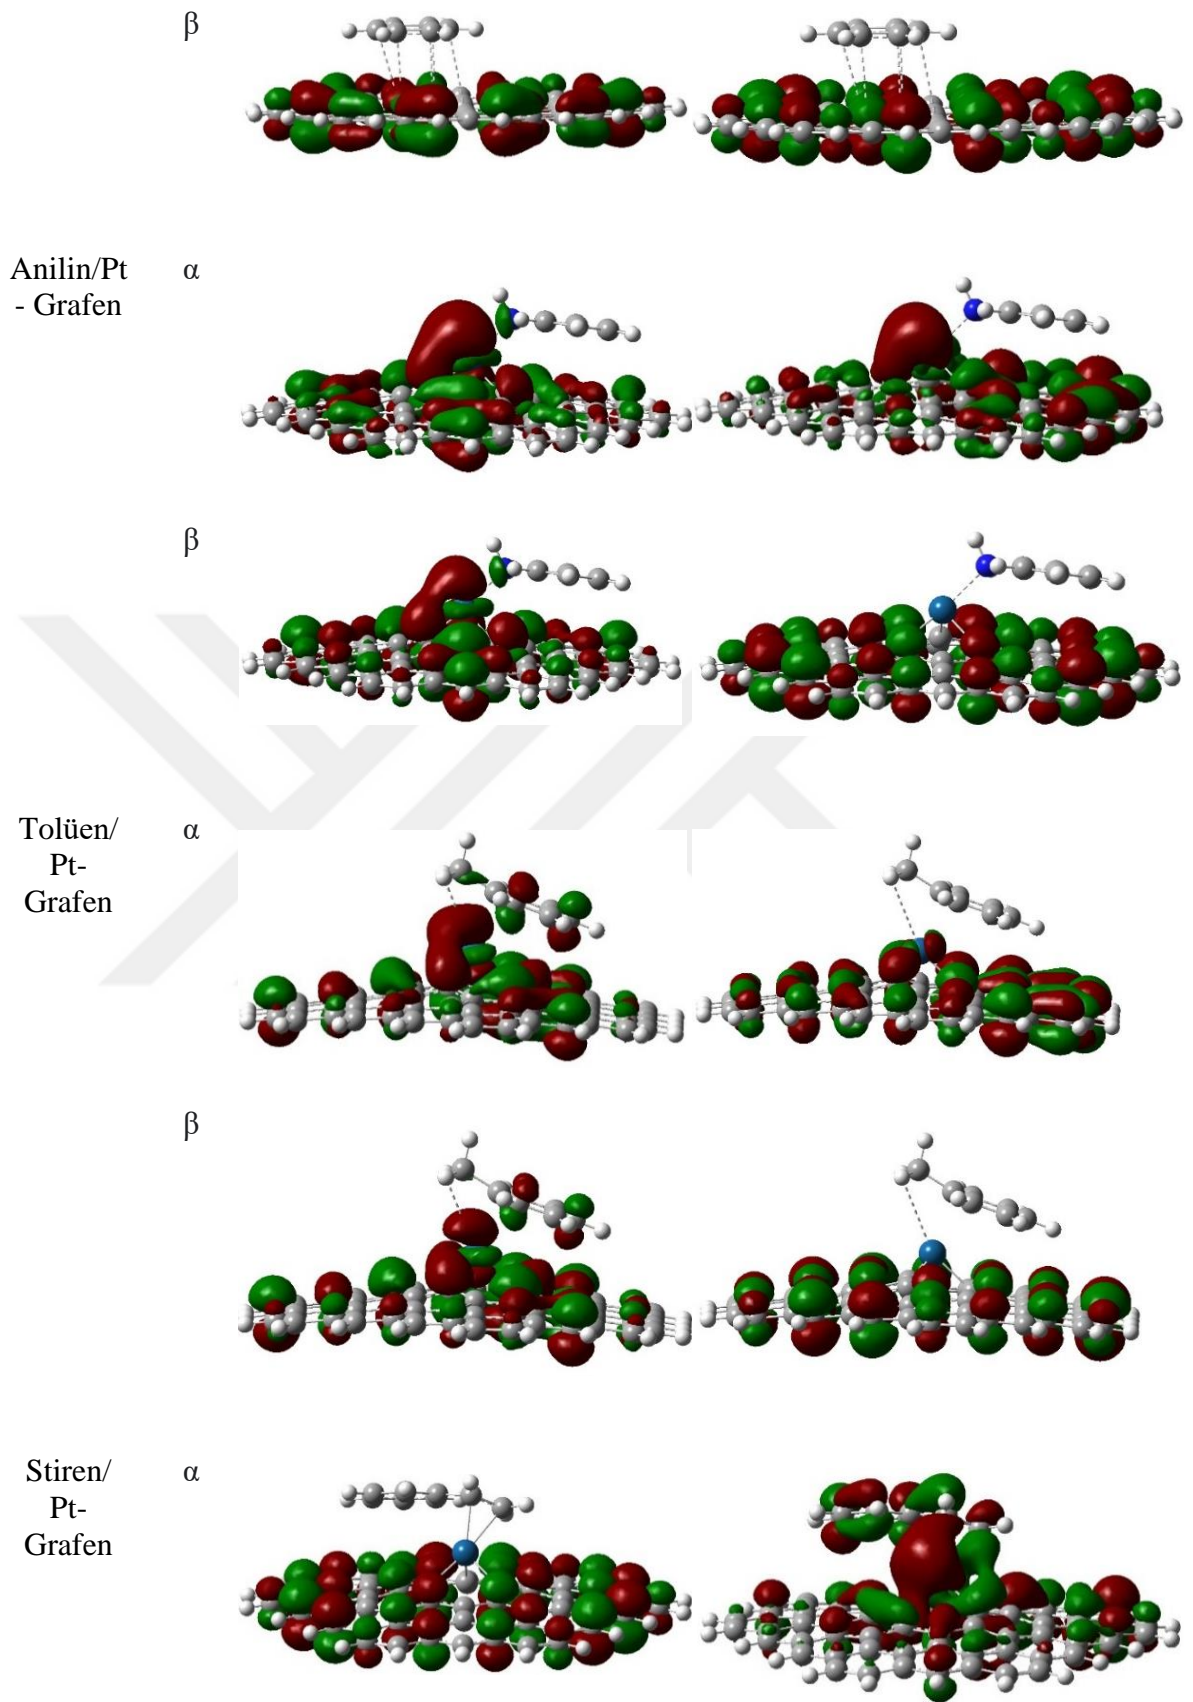 β
Anilin/Pt α
- Grafen
β
Tolüen/ α
Pt-
Grafen
β
Stiren/ α
Pt-
Grafen